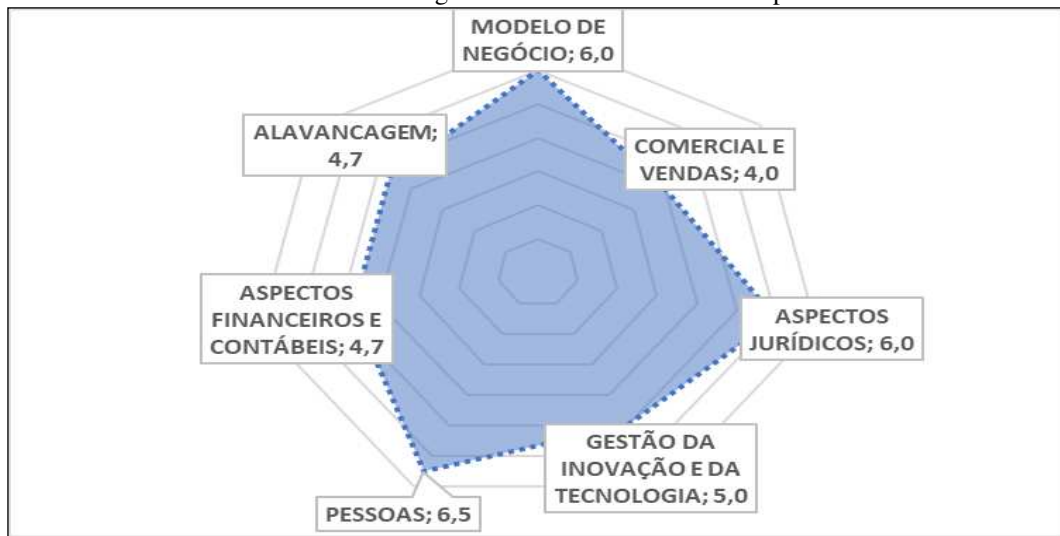 MODELO DE
NEGÓCIO; 6,0
COMERCIAL E
VENDAS; 4,0
ASPECTOS
JURÍDICOS; 6,0
GESTÃO DA
INOVAÇÃO E DA
TECNOLOGIA; 5,0
PESSOAS; 6,5
ASPECTOS
FINANCEIROS E
CONTÁBEIS; 4,7
ALAVANCAGEM;
4,7